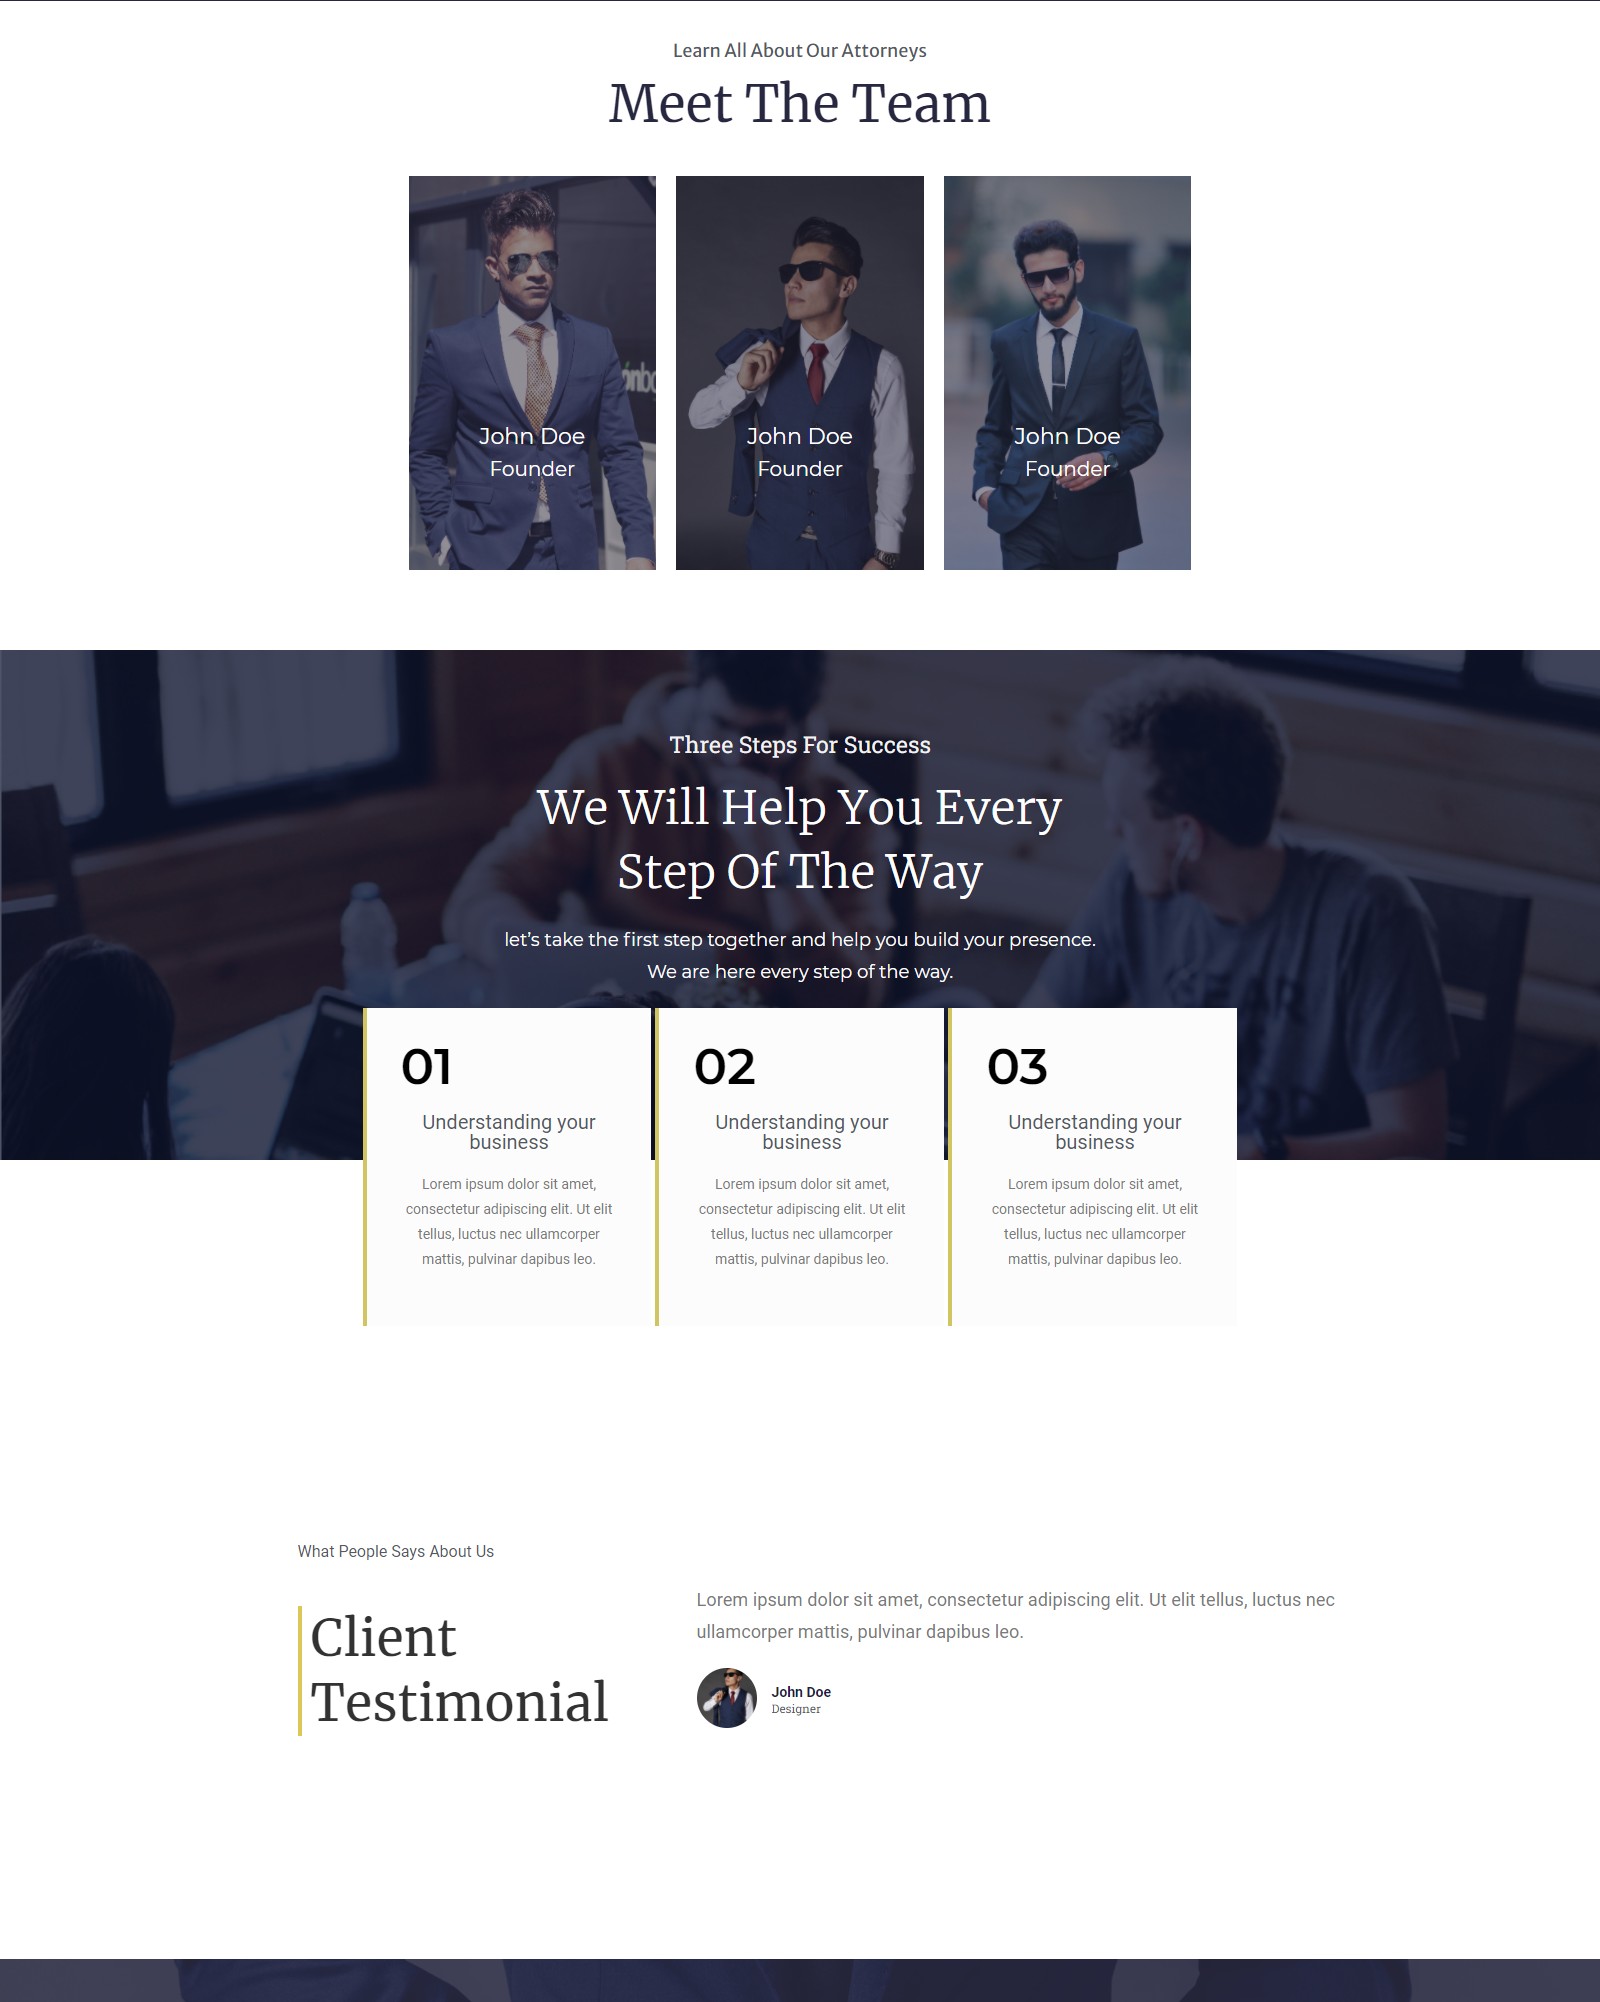 Learn All About Our Attorneys
Meet The Team
ónbo
John Doe
Founder
John Doe
Founder
John Doe
Founder
Three Steps For Success
We Will Help You Every
Step Of The Way
let’s take the first step together and help you build your presence.
We are here every step of the way.
01
Understanding your
business
Lorem ipsum dolor sit amet,
consectetur adipiscing elit. Ut elit
tellus, luctus nec ullamcorper
mattis, pulvinar dapibus leo.
02
Understanding your
business
Lorem ipsum dolor sit amet,
consectetur adipiscing elit. Ut elit
tellus, luctus nec ullamcorper
mattis, pulvinar dapibus leo.
03
Understanding your
business
Lorem ipsum dolor sit amet,
consectetur adipiscing elit. Ut elit
tellus, luctus nec ullamcorper
mattis, pulvinar dapibus leo.
What People Says About Us
Client
Testimonial
Lorem ipsum dolor sit amet, consectetur adipiscing elit. Ut elit tellus, luctus nec
ullamcorper mattis, pulvinar dapibus leo.
John Doe
Designer